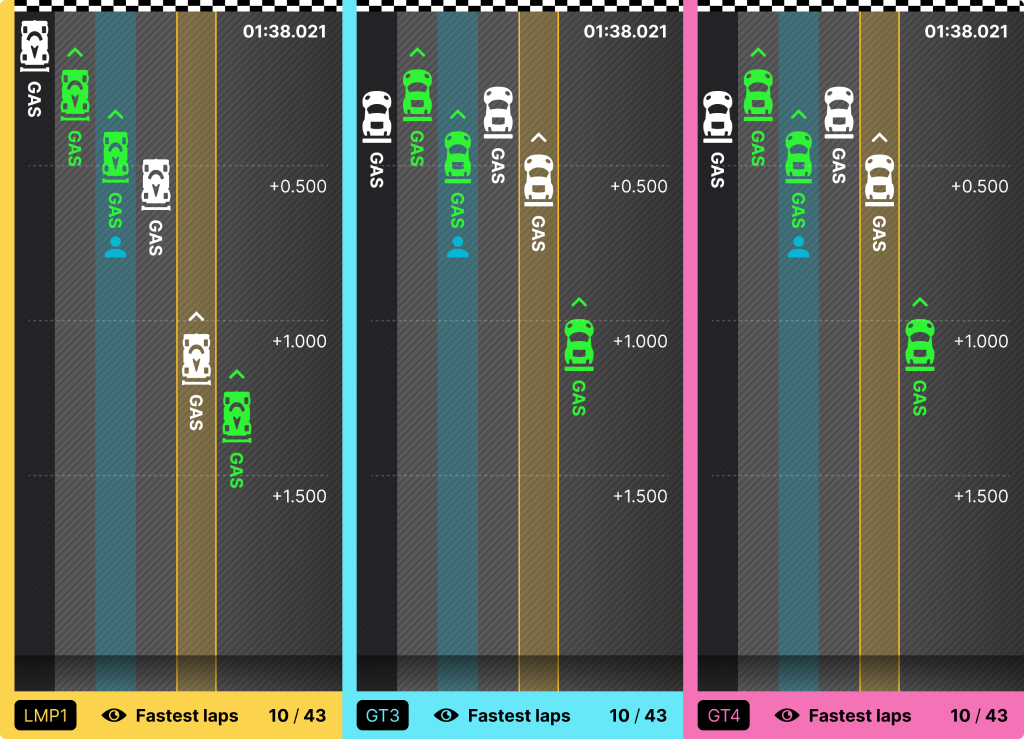 01:38.021
GAS
GAS
GAS
GAS
GAS
GAS
+0.500
+1.000
+1.500
LMP1 Fastest laps 10 / 43
01:38.021
GAS
GAS
GAS
GAS
GAS
GAS
+0.500
+1.000
+1.500
GT3 Fastest laps 10 / 43
01:38.021
GAS
GAS
GAS
GAS
GAS
GAS
+0.500
+1.000
+1.500
GT4 Fastest laps 10 / 43